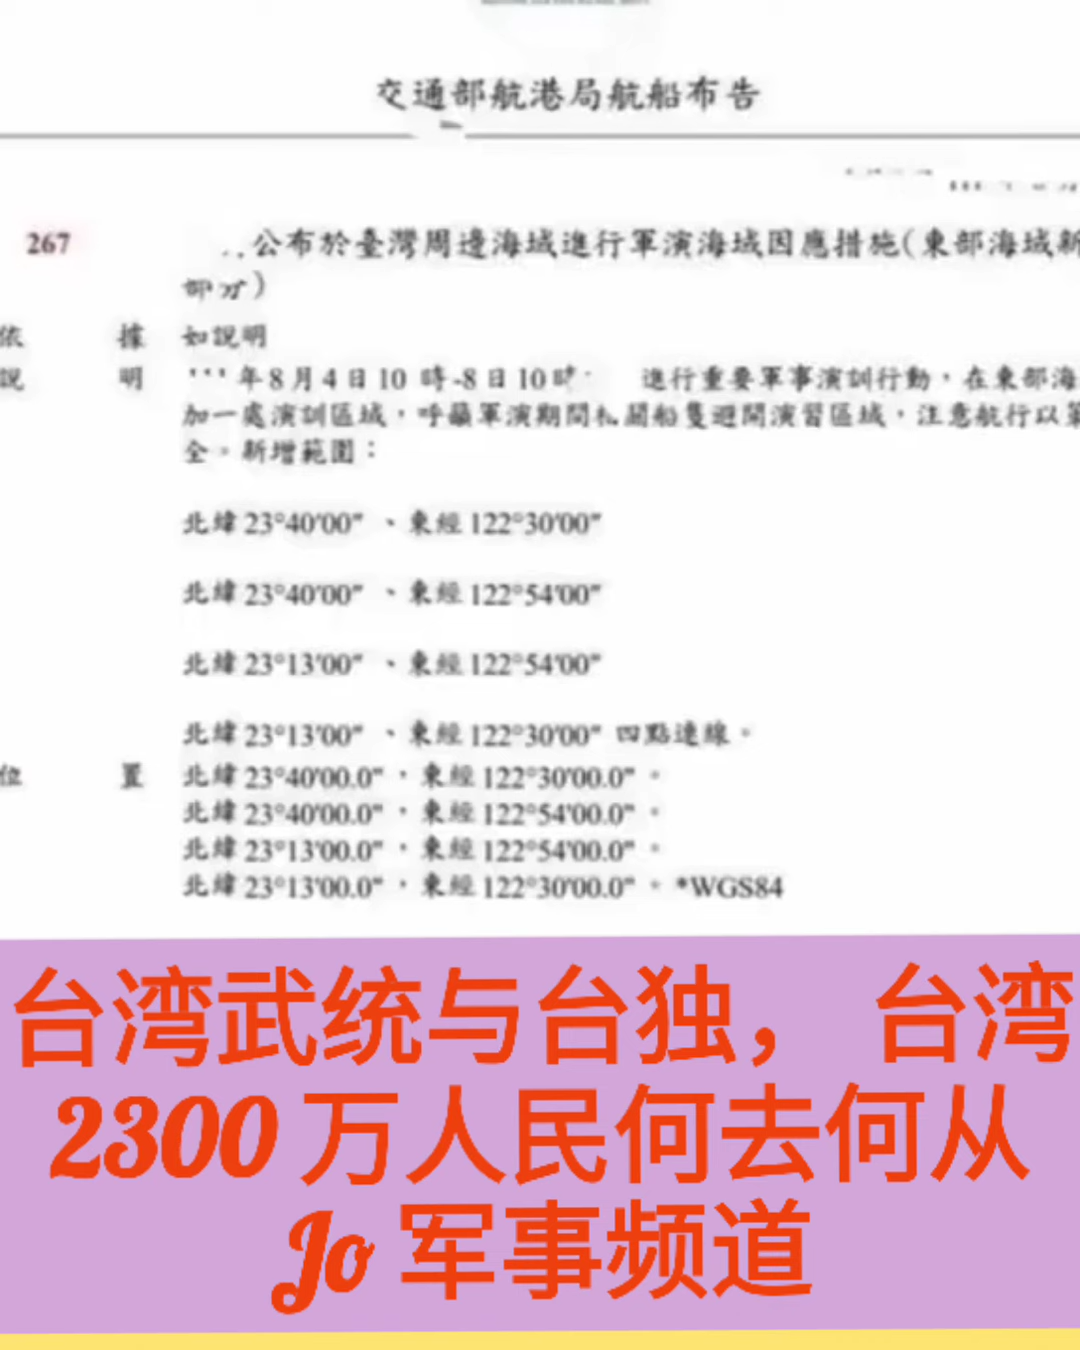 交通部航港局航船布告
267 公布於臺灣周邊海域進行軍演海域因應措施(東部海域新
部分)
依 據 如說明
說 明 年8月4日10 時-8日10時 進行重要軍事演訓行動，在東部海
加一處演訓區域，呼籲軍演期間船隻避開演習區域，注意航行以策
全。新增範圍：
北緯23°40'00" 、東經122°30'00"
北緯23°40'00" 、東經122°54'00"
北緯23°13'00" 、東經122°54'00"
北緯23°13'00" 、東經122°30'00" 四點連線。
位 置 北緯23°40'00.0"，東經122°30'00.0"。
北緯23°40'00.0"，東經122°54'00.0"。
北緯23°13'00.0"，東經122°54'00.0"。
北緯23°13'00.0"，東經122°30'00.0"。*WGS84
台湾武统与台独， 台湾
2300万人民何去何从
Jo 军事频道